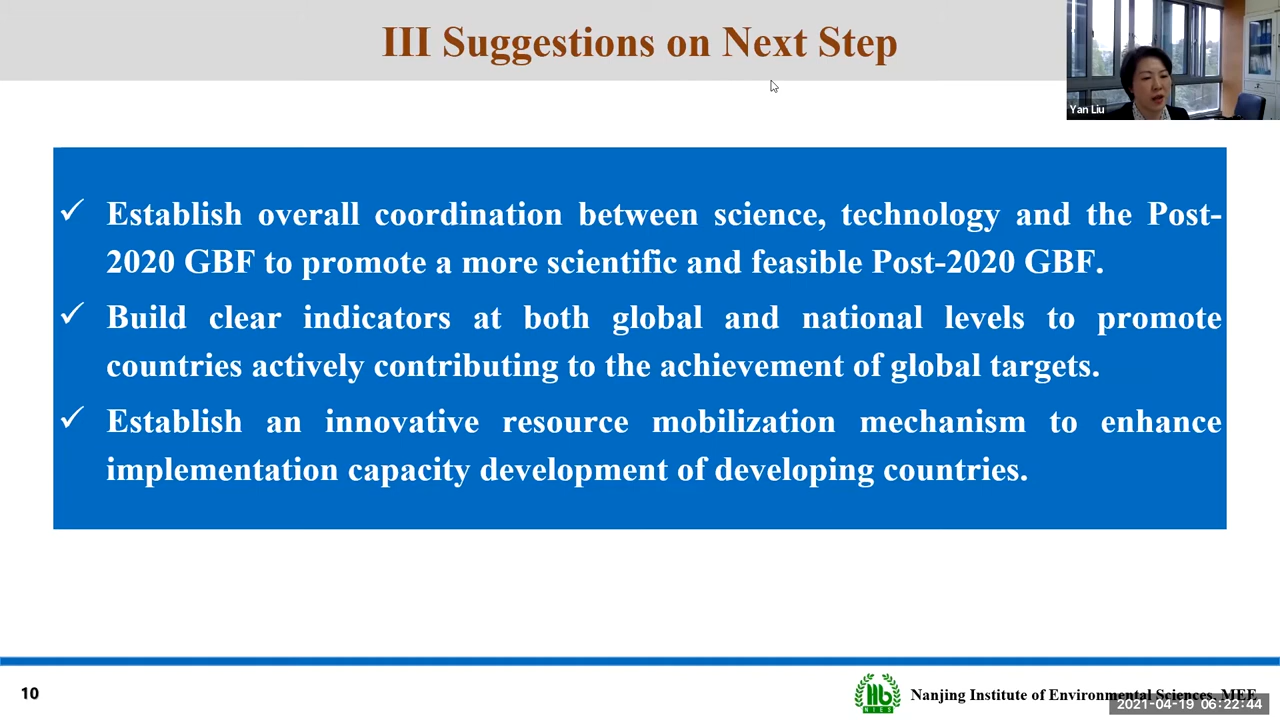 III Suggestions on Next Step
Yan Liu
✓ Establish overall coordination between science, technology and the Post-
2020 GBF to promote a more scientific and feasible Post-2020 GBF.
✓ Build clear indicators at both global and national levels to promote
countries actively contributing to the achievement of global targets.
✓ Establish an innovative resource mobilization mechanism to enhance
implementation capacity development of developing countries.
10
NIES
Nanjing Institute of Environmental Sciences, MEE
2021-04-19 06:22:44